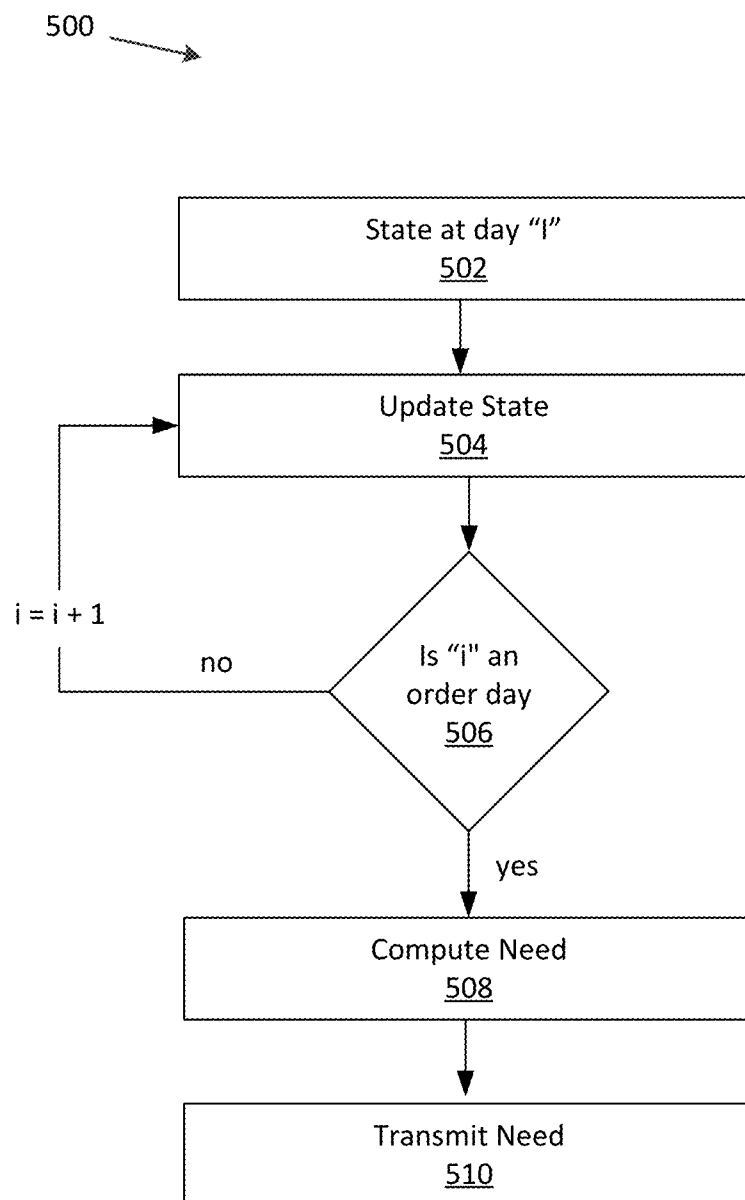 500
State at day “I”
502
Update State
504
i = i + 1
no
Is “i" an
order day
506
yes
Compute Need
508
Transmit Need
510